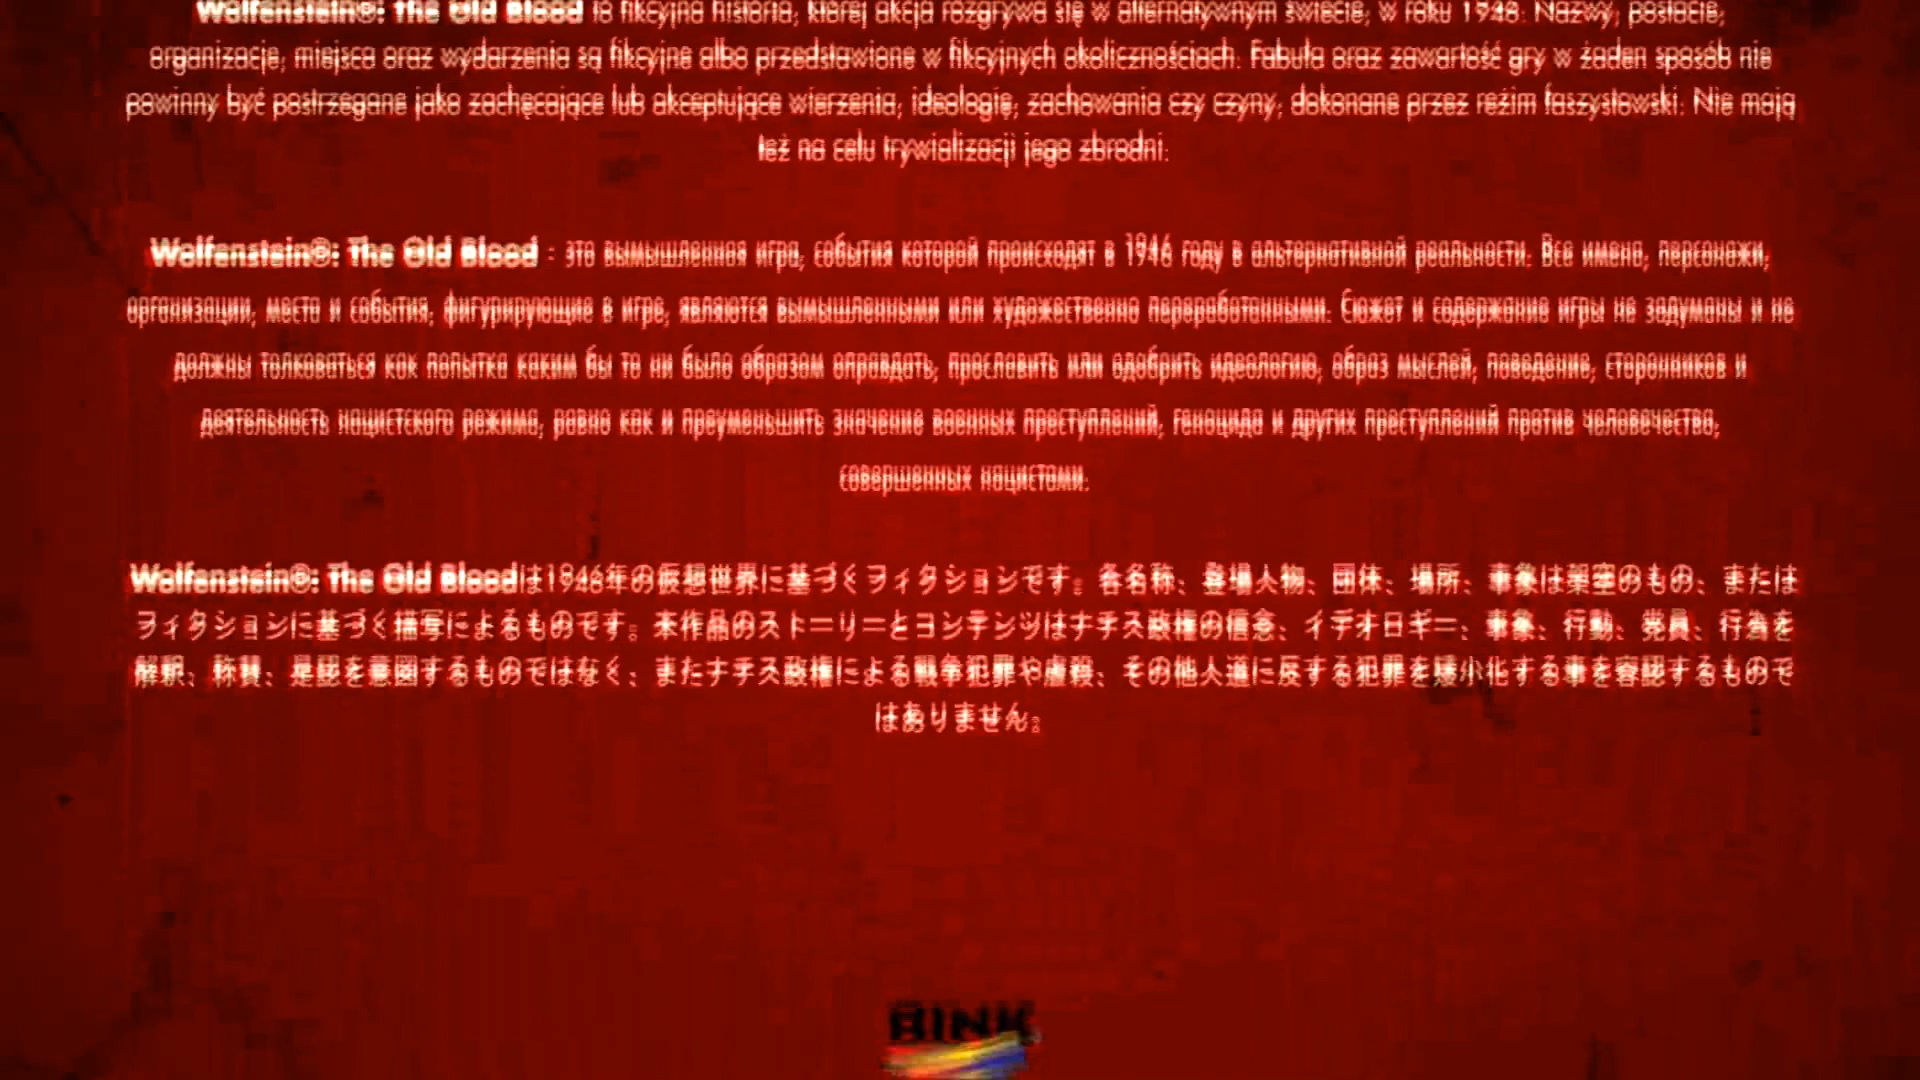 Wolfenstein®: The Old Blood to fikcyjna historia, której akcja rozgrywa się w alternatywnym świecie, w roku 1946. Nazwy, postacie,
organizacje, miejsca oraz wydarzenia są fikcyjne albo przedstawione w fikcyjnych okolicznościach. Fabuła oraz zawartość gry w żaden sposób nie
powinny być postrzegane jako zachęcające lub akceptujące wierzenia, ideologię, zachowania czy czyny, dokonane przez reżim faszystowski. Nie mają
też na celu trywializacji jego zbrodni.
Wolfenstein®: The Old Blood - это вымышленная игра, события которой происходят в 1946 году в альтернативной реальности. Все имена, персонажи,
организации, места и события, фигурирующие в игре, являются вымышленными или художественно переработанными. Сюжет и содержание игры не задуманы и не
должны толковаться как попытка каким бы то ни было образом оправдать, прославить или одобрить идеологию, образ мыслей, поведение, сторонников и
деятельность нацистского режима, равно как и преуменьшить значение военных преступлений, геноцида и других преступлений против человечества,
совершенных нацистами.
Wolfenstein®: The Old Bloodは1946年の仮想世界に基づくフィクションです。各名称、登場人物、団体、場所、事象は架空のもの、または
フィクションに基づく描写によるものです。本作品のストーリーとコンテンツはナチス政権の信念、イデオロギー、事象、行動、党員、行為を
解釈、称賛、是認を意図するものではなく、またナチス政権による戦争犯罪や虐殺、その他人道に反する犯罪を矮小化する事を容認するもので
はありません。
BINK